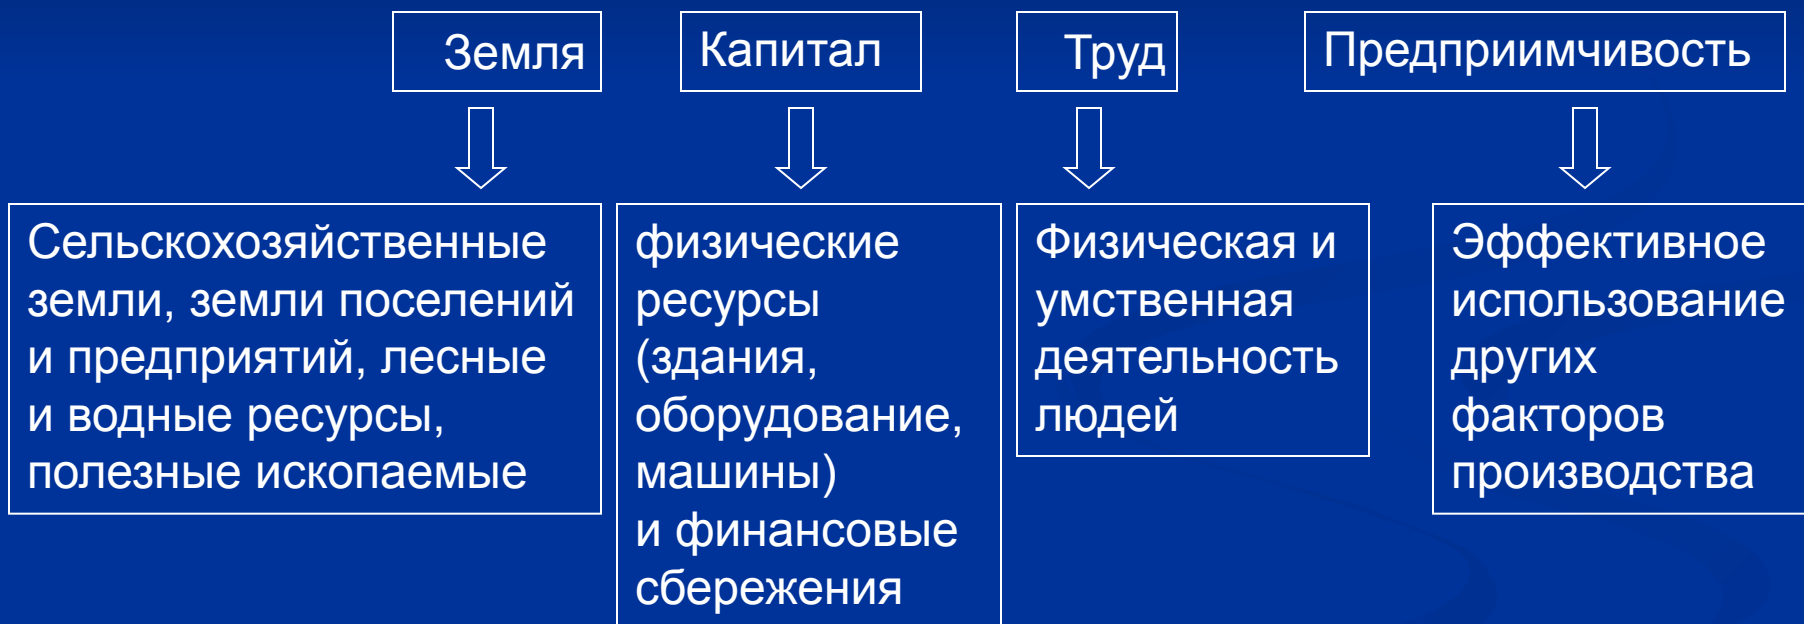 Земля
Капитал
Труд
Предприимчивость
Сельскохозяйственные
земли, земли поселений
и предприятий, лесные
и водные ресурсы,
полезные ископаемые
физические
ресурсы
(здания,
оборудование,
машины)
и финансовые
сбережения
Физическая и
умственная
деятельность
людей
Эффективное
использование
других
факторов
производства